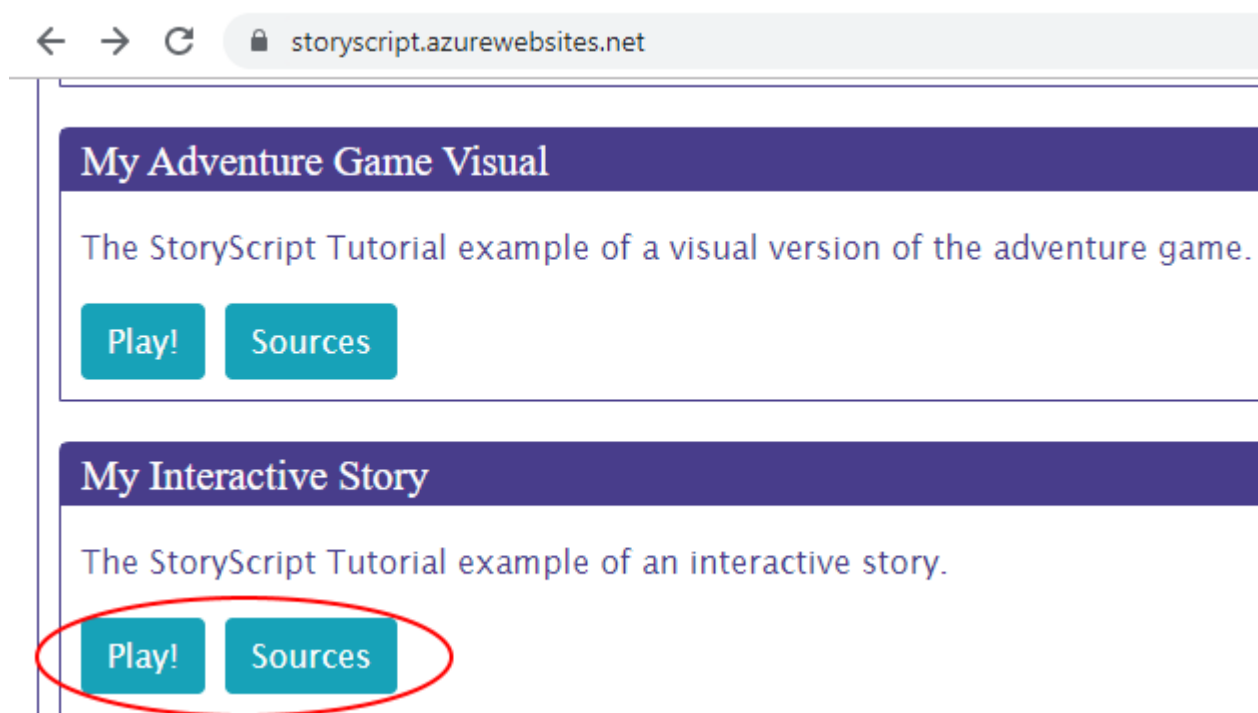 storyscript.azurewebsites.net
My Adventure Game Visual
The StoryScript Tutorial example of a visual version of the adventure game.
Play! Sources
My Interactive Story
The StoryScript Tutorial example of an interactive story.
Play! Sources